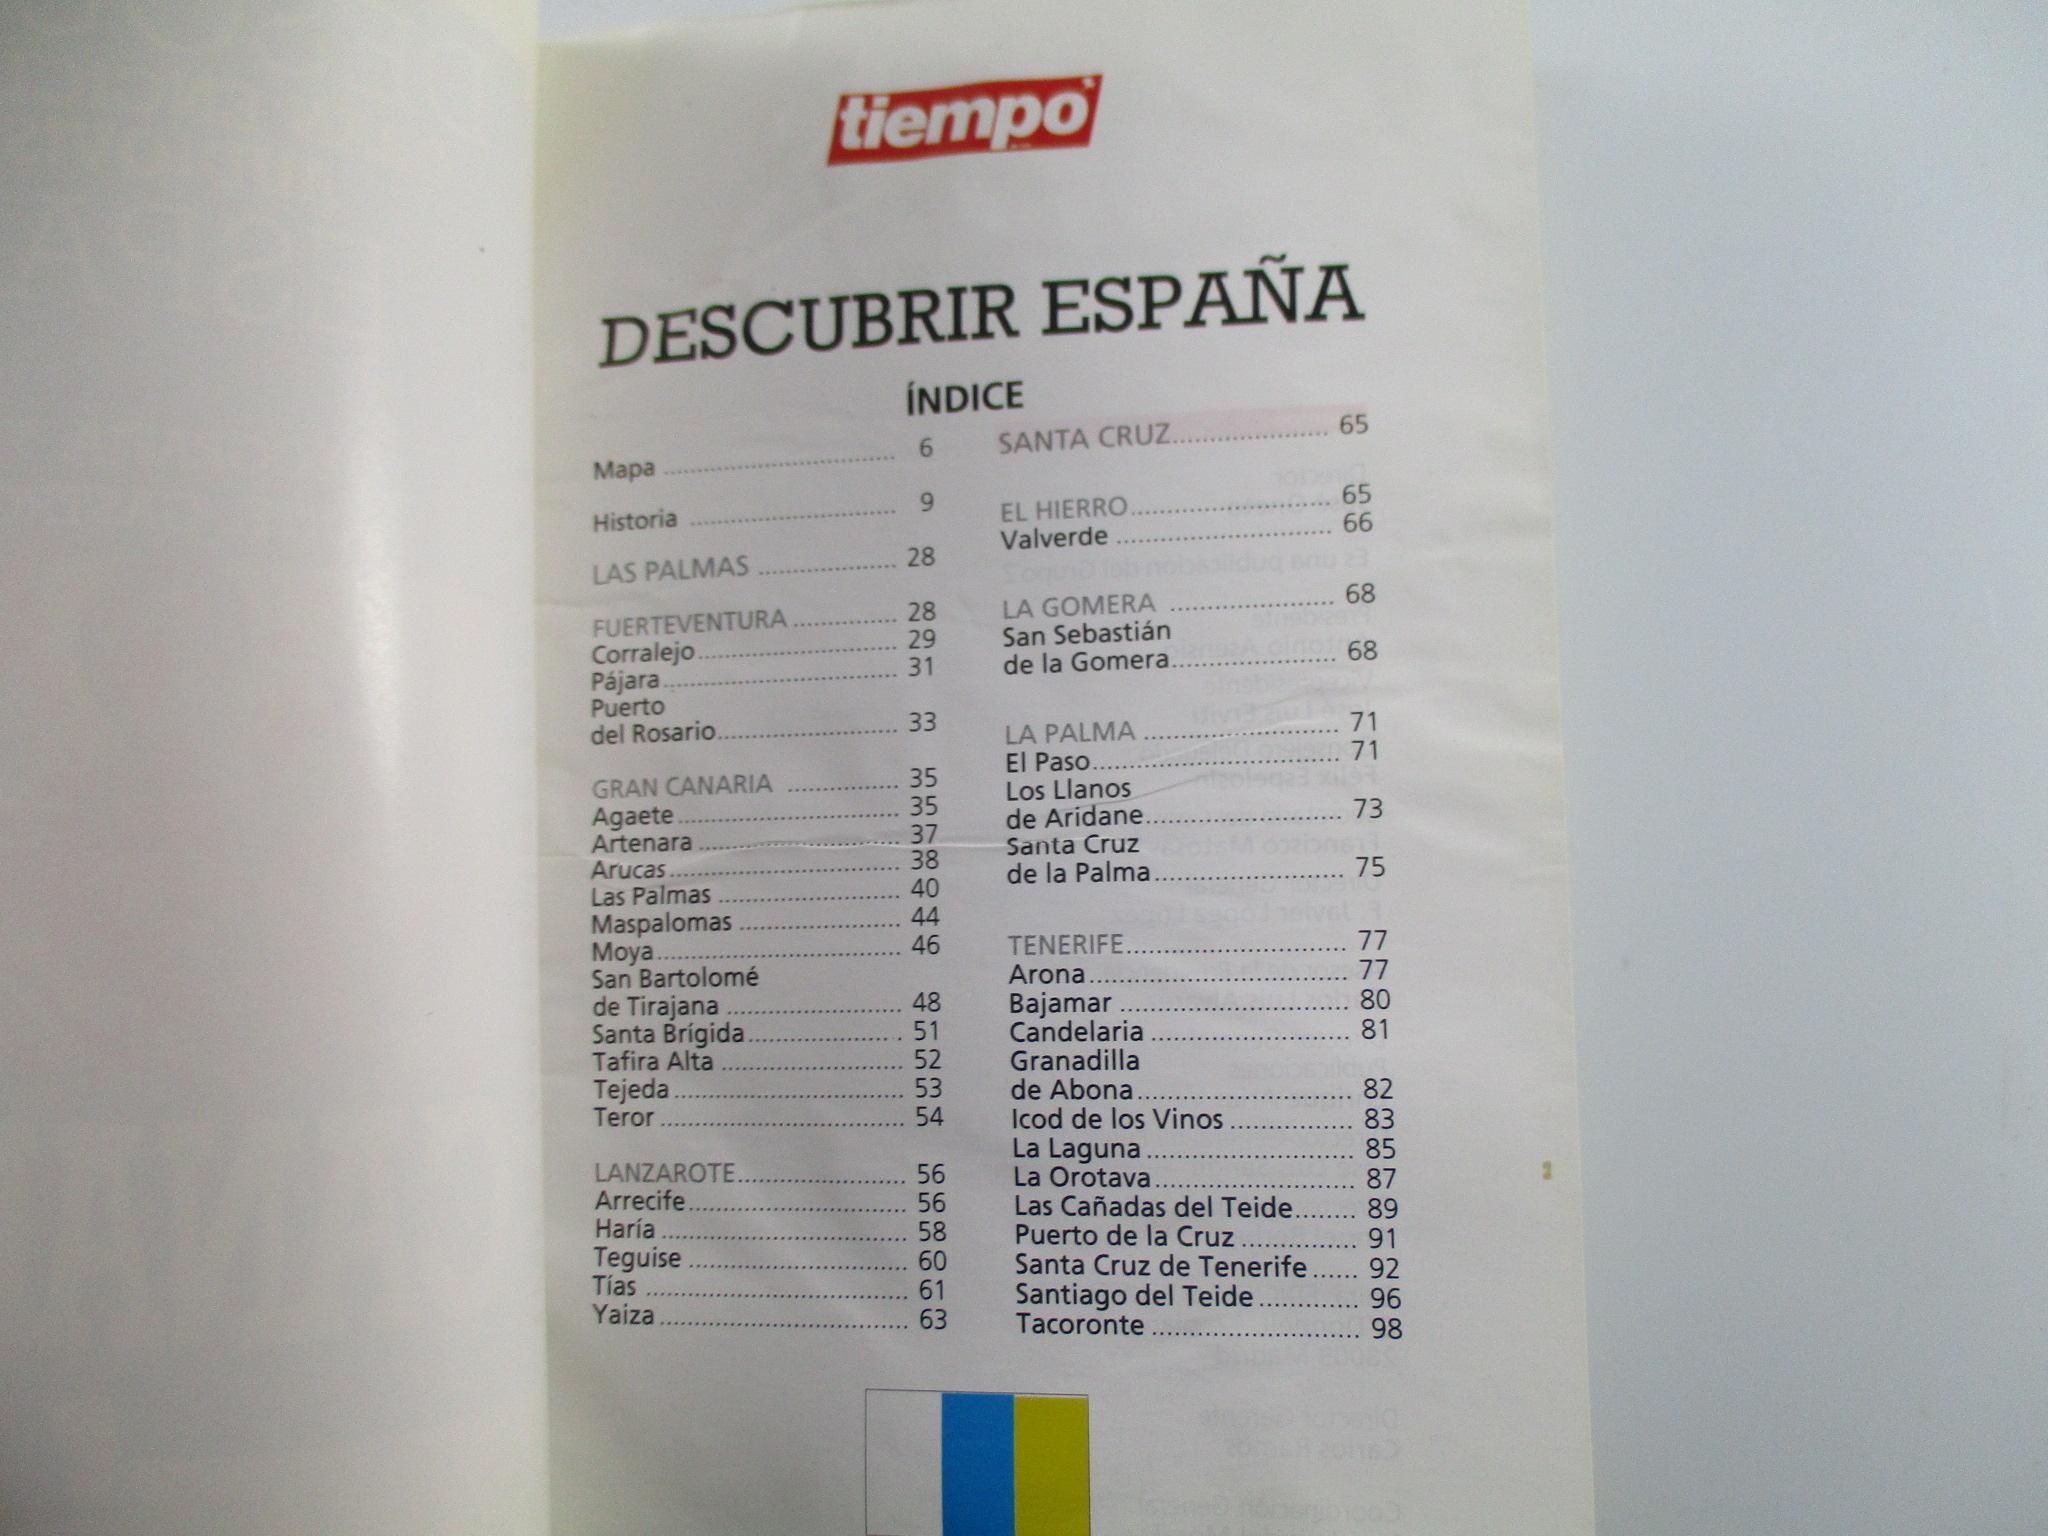 tiempo
DESCUBRIR ESPAÑA
ÍNDICE
Mapa ........................ 6
Historia ...................... 9
LAS PALMAS ................ 28
FUERTEVENTURA ............. 28
Corralejo ........................ 29
Pájara ............................ 31
Puerto
del Rosario ...................... 33
GRAN CANARIA .............. 35
Agaete .......................... 35
Artenara ........................ 37
Arucas .......................... 38
Las Palmas ...................... 40
Maspalomas .................... 44
Moya ............................ 46
San Bartolomé
de Tirajana ...................... 48
Santa Brígida .................... 51
Tafira Alta ...................... 52
Tejeda .......................... 53
Teror ............................ 54
LANZAROTE .................... 56
Arrecife .......................... 56
Haría ............................ 58
Teguise .......................... 60
Tías .............................. 61
Yaiza ............................ 63
SANTA CRUZ .................... 65
EL HIERRO ...................... 65
Valverde ........................ 66
LA GOMERA .................... 68
San Sebastián
de la Gomera .................... 68
LA PALMA ...................... 71
El Paso .......................... 71
Los Llanos
de Aridane ...................... 73
Santa Cruz
de la Palma ...................... 75
TENERIFE ........................ 77
Arona ............................ 77
Bajamar .......................... 80
Candelaria ...................... 81
Granadilla
de Abona ........................ 82
Icod de los Vinos .............. 83
La Laguna ...................... 85
La Orotava ...................... 87
Las Cañadas del Teide ........ 89
Puerto de la Cruz .............. 91
Santa Cruz de Tenerife ...... 92
Santiago del Teide ............ 96
Tacoronte ...................... 98